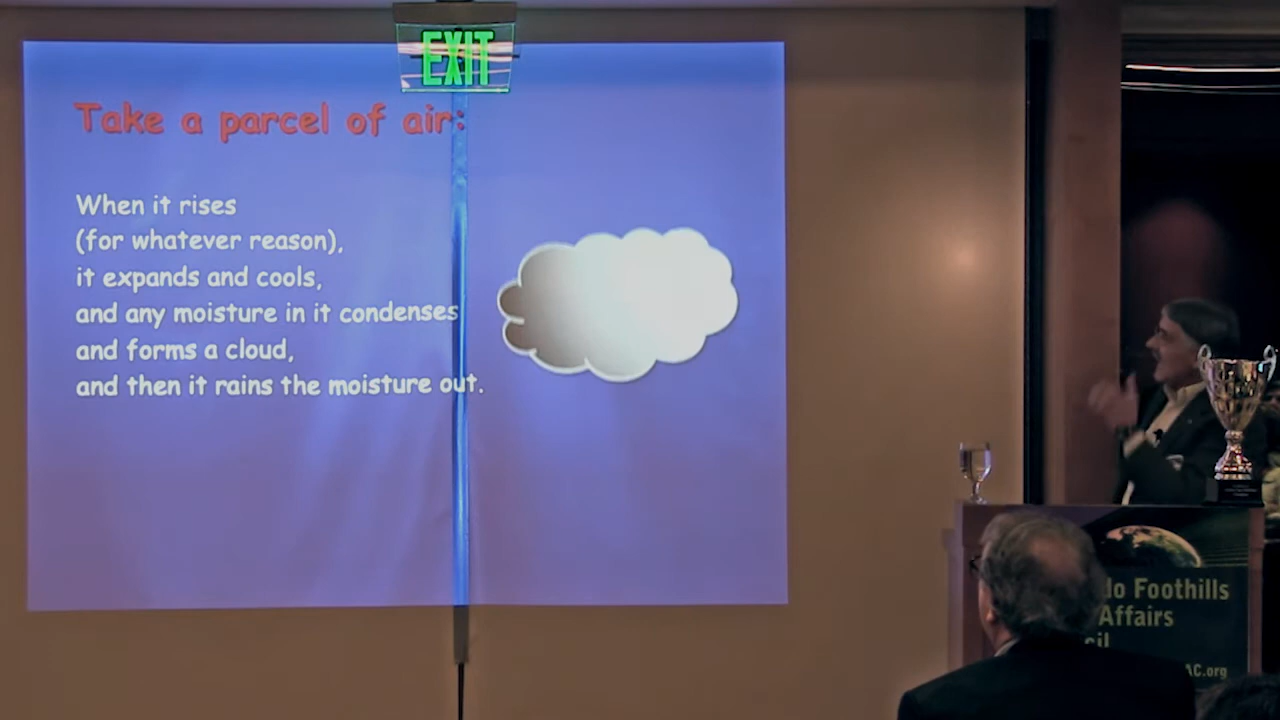 EXIT
Take a parcel of air:
When it rises
(for whatever reason),
it expands and cools,
and any moisture in it condenses
and forms a cloud,
and then it rains the moisture out.
Foothills
Affairs
AC.org